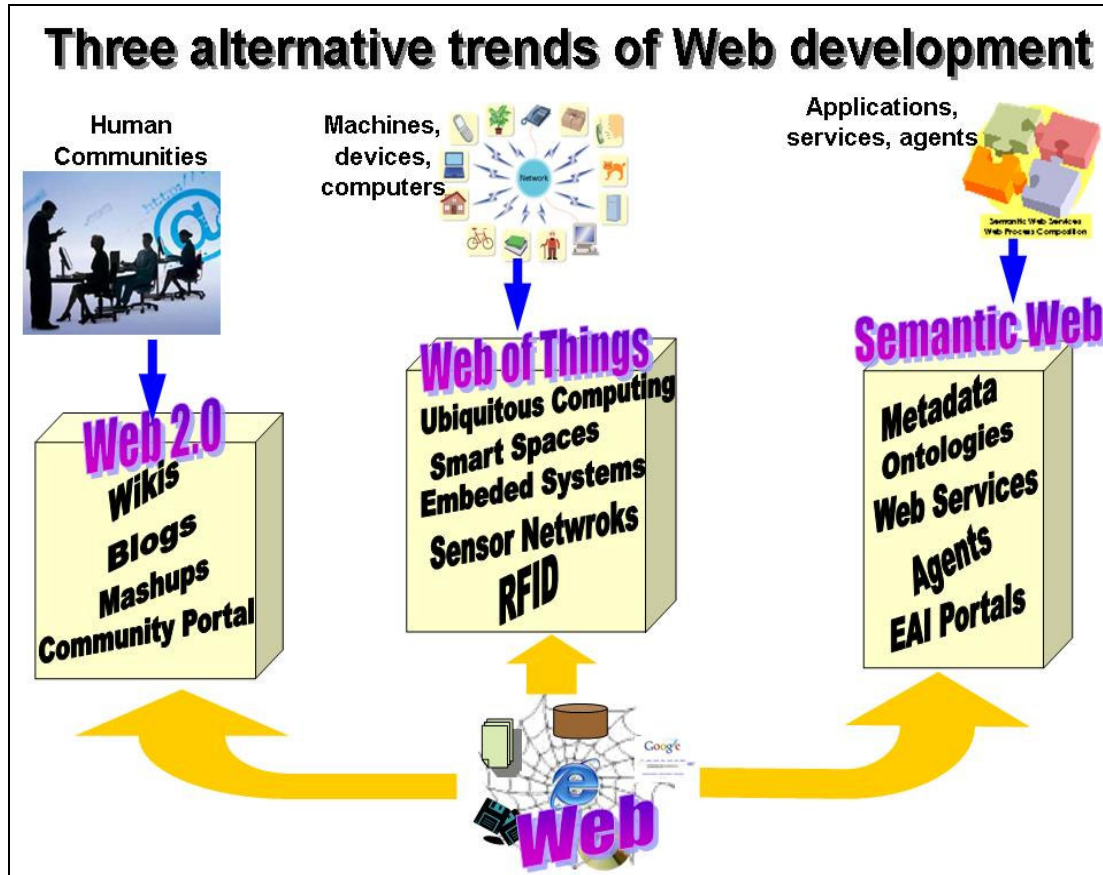 Three alternative trends of Web development
Human
Communities
Machines,
devices,
computers
Network
Applications,
services, agents
Semantic Web Services
Web Process Composition
Web 2.0
Wikis
Blogs
Mashups
Community Portal
Web of Things
Ubiquitous Computing
Smart Spaces
Embeded Systems
Sensor Netwroks
RFID
Semantic Web
Metadata
Ontologies
Web Services
Agents
EAI Portals
Google
Web